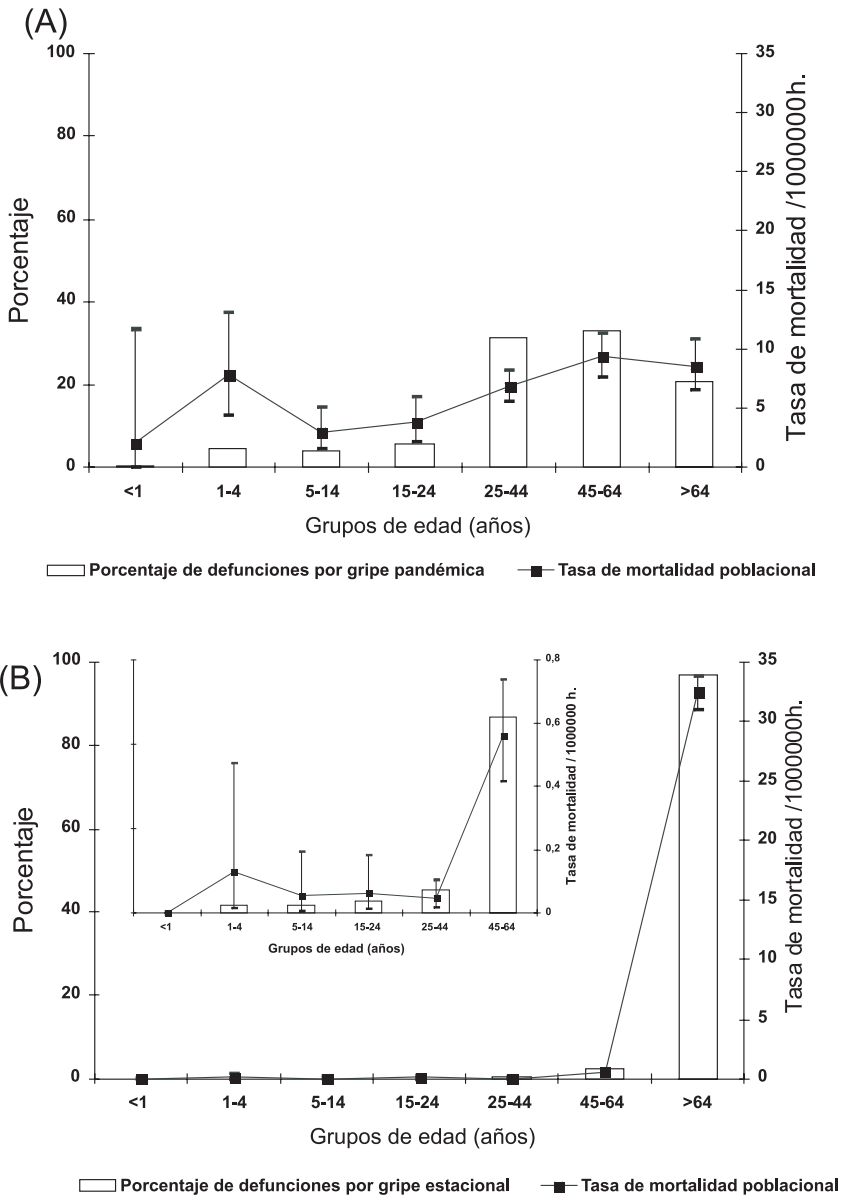 (A)
100
80
60
40
20
0
Porcentaje
35
30
25
20
15
10
5
0
Tasa de mortalidad /1000000h.
<1 1-4 5-14 15-24 25-44 45-64 >64
Grupos de edad (años)
Porcentaje de defunciones por gripe pandémica Tasa de mortalidad poblacional
(B)
100
80
60
40
20
0
Porcentaje
0,8
0,6
0,4
0,2
0
Tasa de mortalidad / 1000000 h.
<1 1-4 5-14 15-24 25-44 45-64
Grupos de edad (años)
35
30
25
20
15
10
5
0
Tasa de mortalidad /1000000h.
<1 1-4 5-14 15-24 25-44 45-64 >64
Grupos de edad (años)
Porcentaje de defunciones por gripe estacional Tasa de mortalidad poblacional